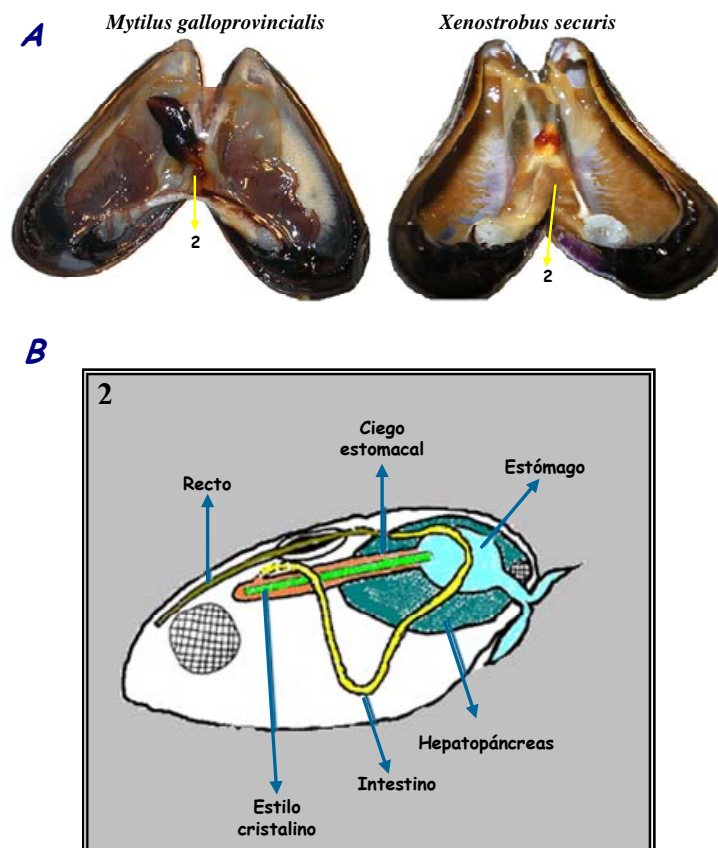 A
Mytilus galloprovincialis
Xenostrobus securis
2
2
B
2
Ciego
estomacal
Estómago
Recto
Hepatopáncreas
Intestino
Estilo
cristalino